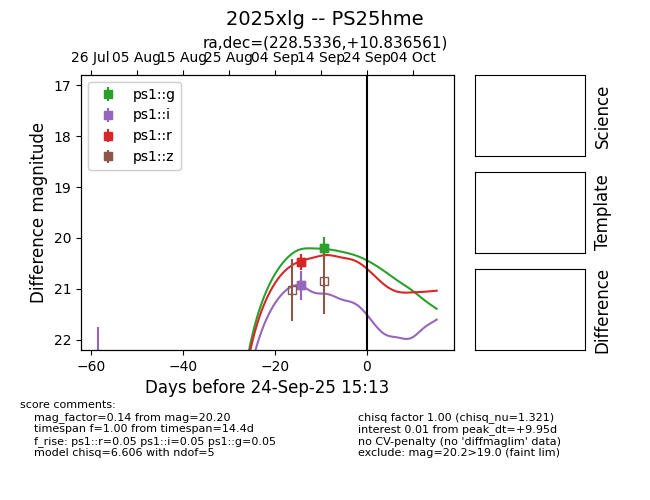 2025xlg -- PS25hme
ra,dec=(228.5336,+10.836561)
26 Jul 05 Aug 15 Aug 25 Aug 04 Sep 14 Sep 24 Sep 04 Oct
17
18
19
20
21
22
Difference magnitude
ps1::g
ps1::i
ps1::r
ps1::z
−60 −40 −20 0
Days before 24-Sep-25 15:13
Science
Template
Difference
score comments:
mag_factor=0.14 from mag=20.20
timespan f=1.00 from timespan=14.4d
f_rise: ps1::r=0.05 ps1::i=0.05 ps1::g=0.05
model chisq=6.606 with ndof=5
chisq factor 1.00 (chisq_nu=1.321)
interest 0.01 from peak_dt=+9.95d
no CV-penalty (no 'diffmaglim' data)
exclude: mag=20.2>19.0 (faint lim)